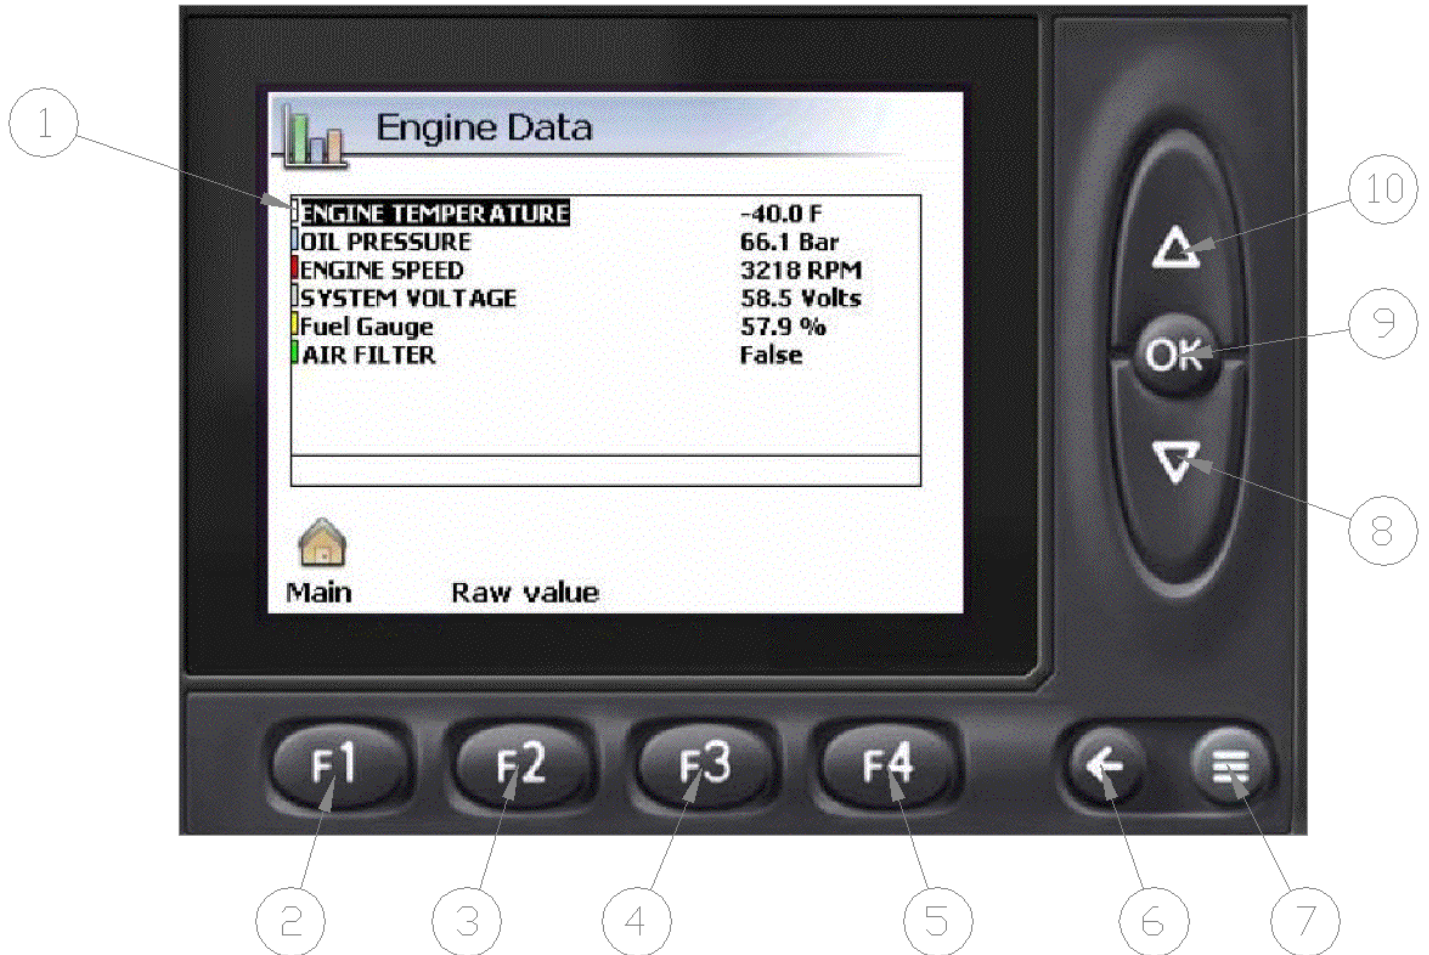 Engine Data
ENGINE TEMPERATURE -40.0 F
OIL PRESSURE 66.1 Bar
ENGINE SPEED 3218 RPM
SYSTEM VOLTAGE 58.5 Volts
Fuel Gauge 57.9 %
AIR FILTER False
Main Raw value
F1 F2 F3 F4
OK
1
10
9
8
2 3 4 5 6 7